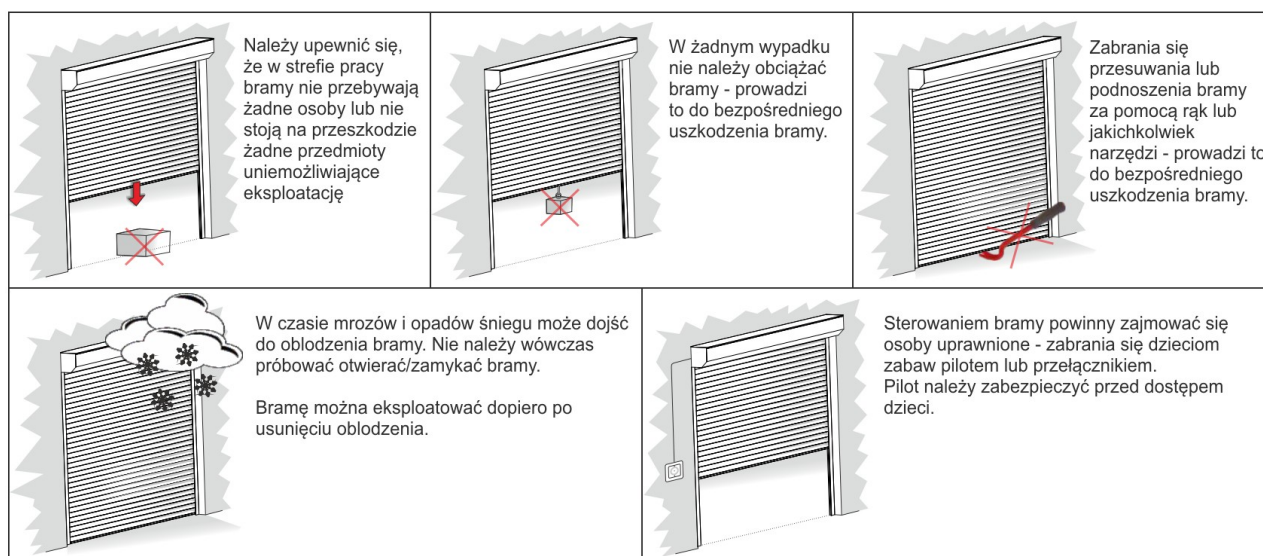 Należy upewnić się,
że w strefie pracy
bramy nie przebywają
żadne osoby lub nie
stoją na przeszkodzie
żadne przedmioty
uniemożliwiające
eksploatację
W żadnym wypadku
nie należy obciążać
bramy - prowadzi
to do bezpośredniego
uszkodzenia bramy.
Zabrania się
przesuwania lub
podnoszenia bramy
za pomocą rąk lub
jakichkolwiek
narzędzi - prowadzi to
do bezpośredniego
uszkodzenia bramy.
W czasie mrozów i opadów śniegu może dojść
do oblodzenia bramy. Nie należy wówczas
próbować otwierać/zamykać bramy.
Bramę można eksploatować dopiero po
usunięciu oblodzenia.
Sterowaniem bramy powinny zajmować się
osoby uprawnione - zabrania się dzieciom
zabaw pilotem lub przełącznikiem.
Pilot należy zabezpieczyć przed dostępem
dzieci.